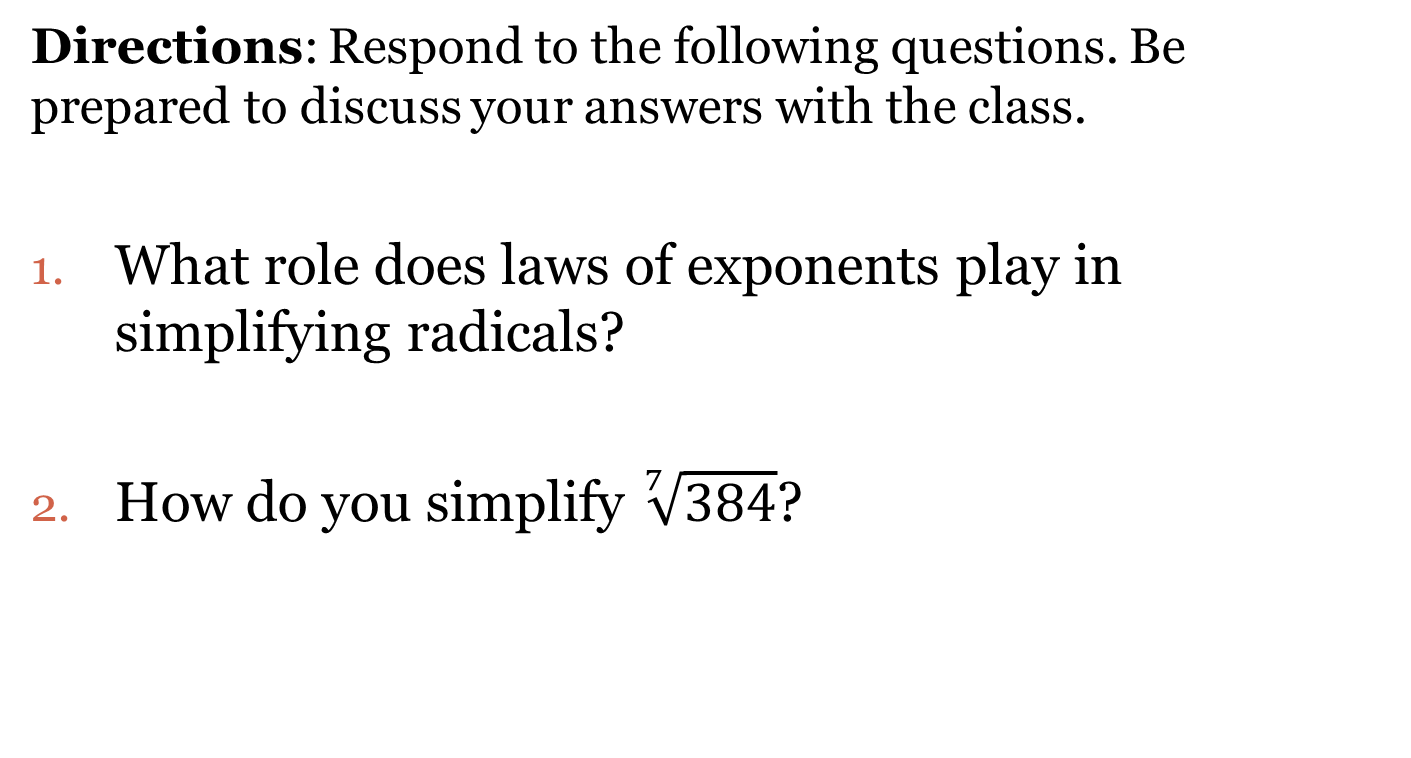 Directions: Respond to the following questions. Be
prepared to discuss your answers with the class.
1. What role does laws of exponents play in
simplifying radicals?
2. How do you simplify ⁷√384?